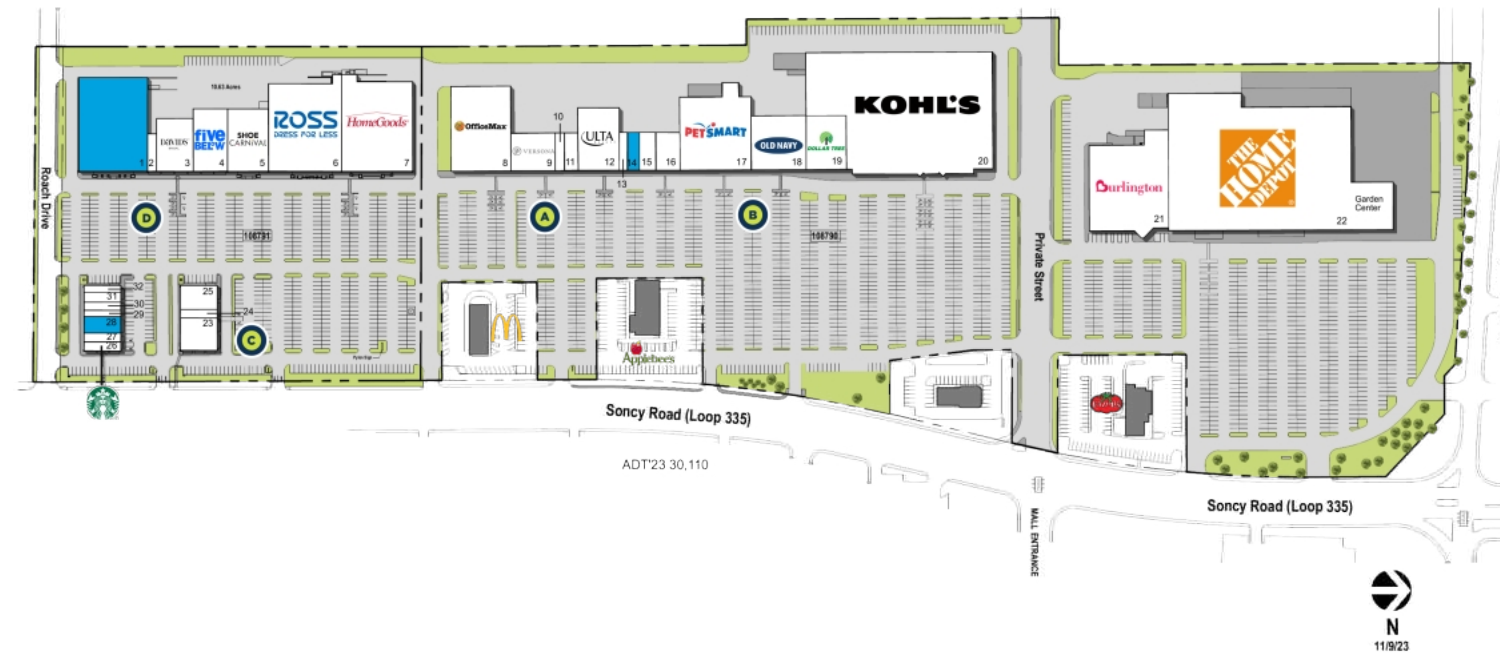 KOHL'S
18.63 Acres
ROSS
DRESS FOR LESS
HomeGoods
OfficeMax
10
ULTA
PETSMART
THE
HOME
DEPOT
DAVIDS
five
BELOW
SHOE
CARNIVAL
VERSONA
OLD NAVY
DOLLAR TREE
1
2
3
4
5
6
7
8
9
11
12
14
15
16
17
18
19
20
13
Burlington
Garden
Center
21
22
Roach Drive
D
A
B
106791
106790
Private Street
32
31
30
29
28
27
26
25
24
23
C
Pylon Sign
Applebees
Soncy Road (Loop 335)
ADT'23 30,110
MALL ENTRANCE
Soncy Road (Loop 335)
N
11/9/23